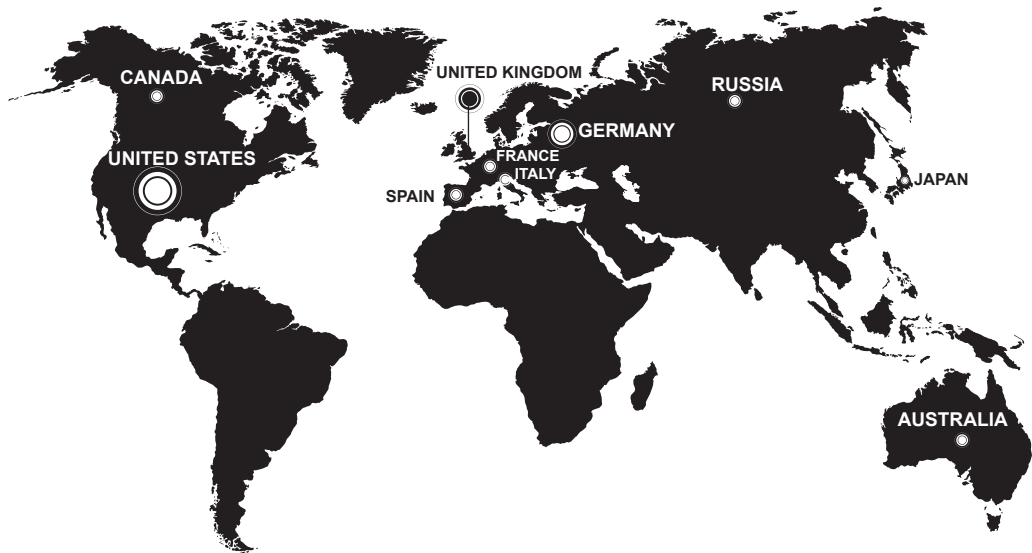 CANADA
UNITED KINGDOM
RUSSIA
GERMANY
UNITED STATES
FRANCE
ITALY
JAPAN
SPAIN
AUSTRALIA